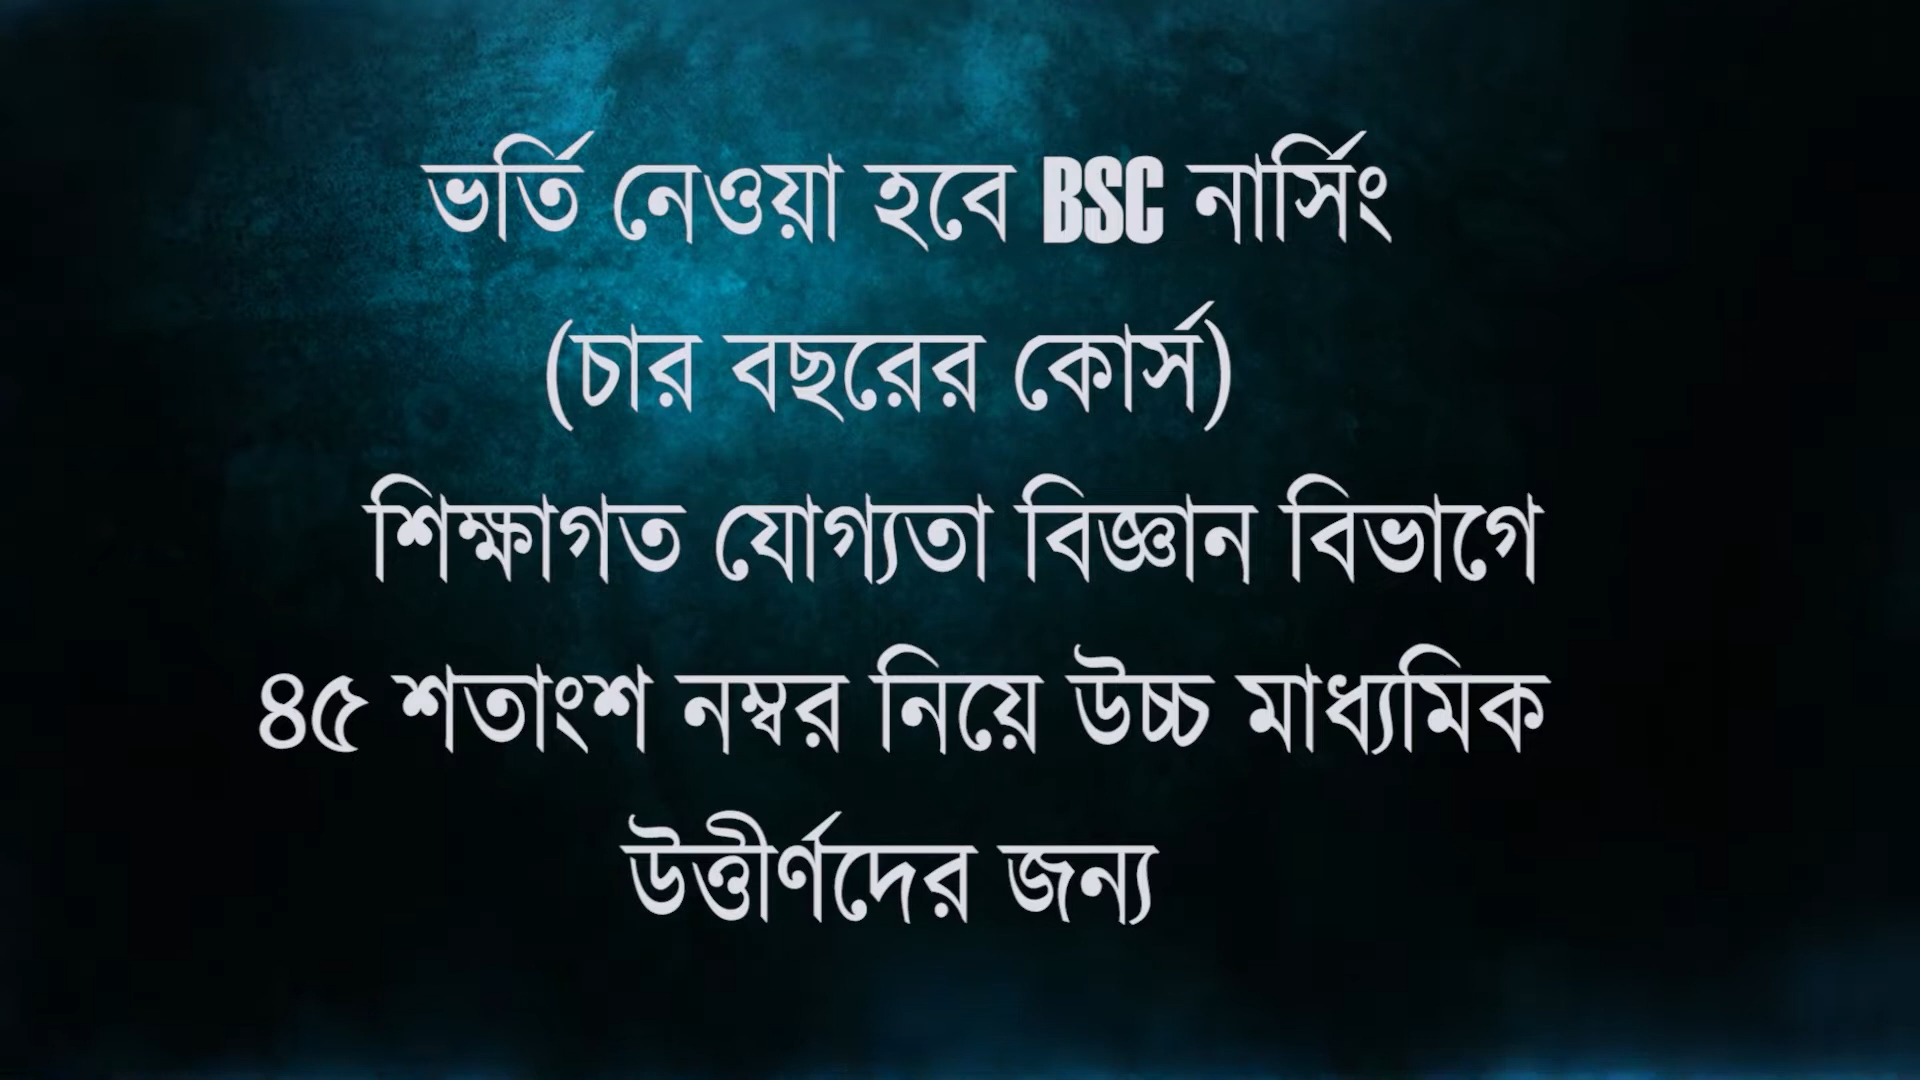 ভর্তি নেওয়া হবে BSC নার্সিং
(চার বছরের কোর্স)
শিক্ষাগত যোগ্যতা বিজ্ঞান বিভাগে
৪৫ শতাংশ নম্বর নিয়ে উচ্চ মাধ্যমিক
উত্তীর্ণদের জন্য